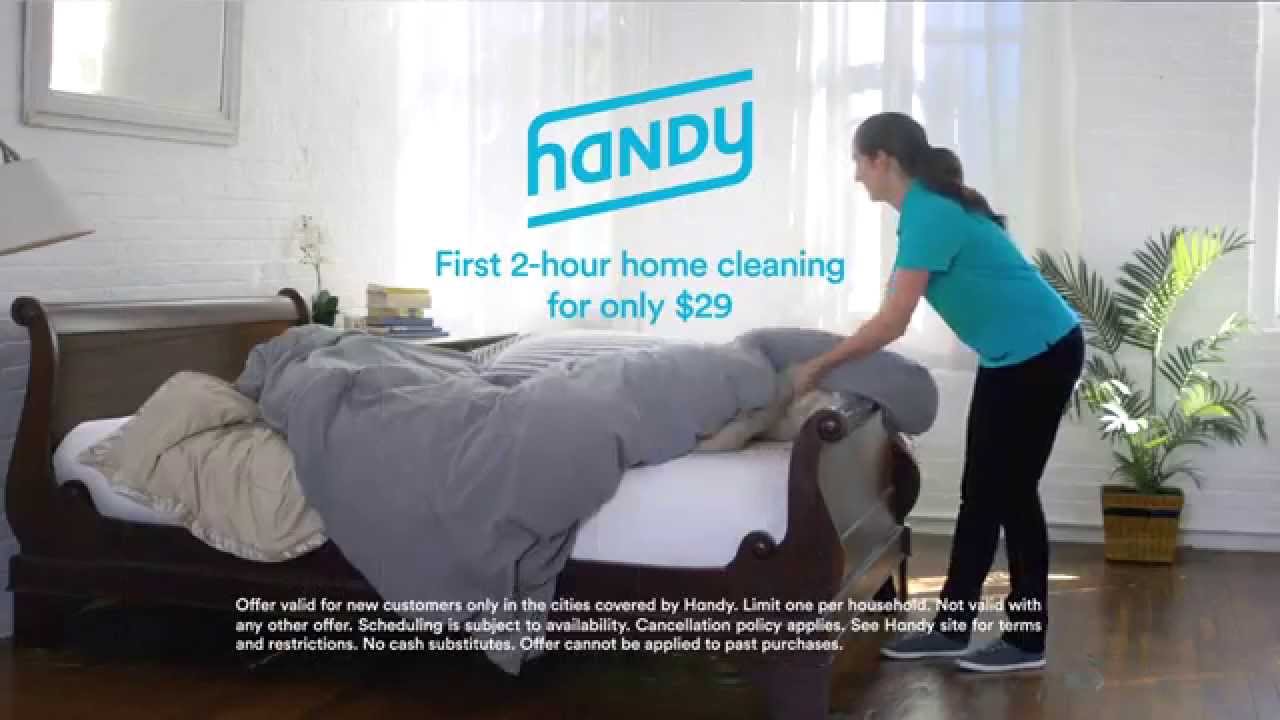 HANDY
First 2-hour home cleaning
for only $29
Offer valid for new customers only in the cities covered by Handy. Limit one per household. Not valid with
any other offer. Scheduling is subject to availability. Cancellation policy applies. See Handy site for terms
and restrictions. No cash substitutes. Offer cannot be applied to past purchases.